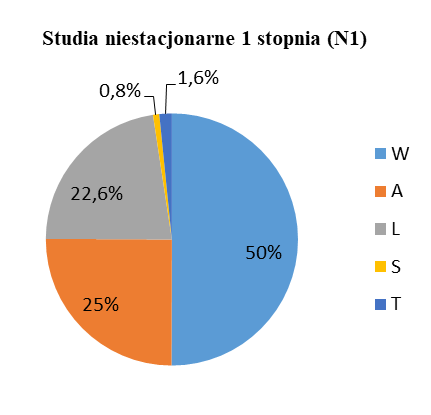 Studia niestacjonarne 1 stopnia (N1)
0,8%
1,6%
22,6%
50%
25%
W
A
L
S
T